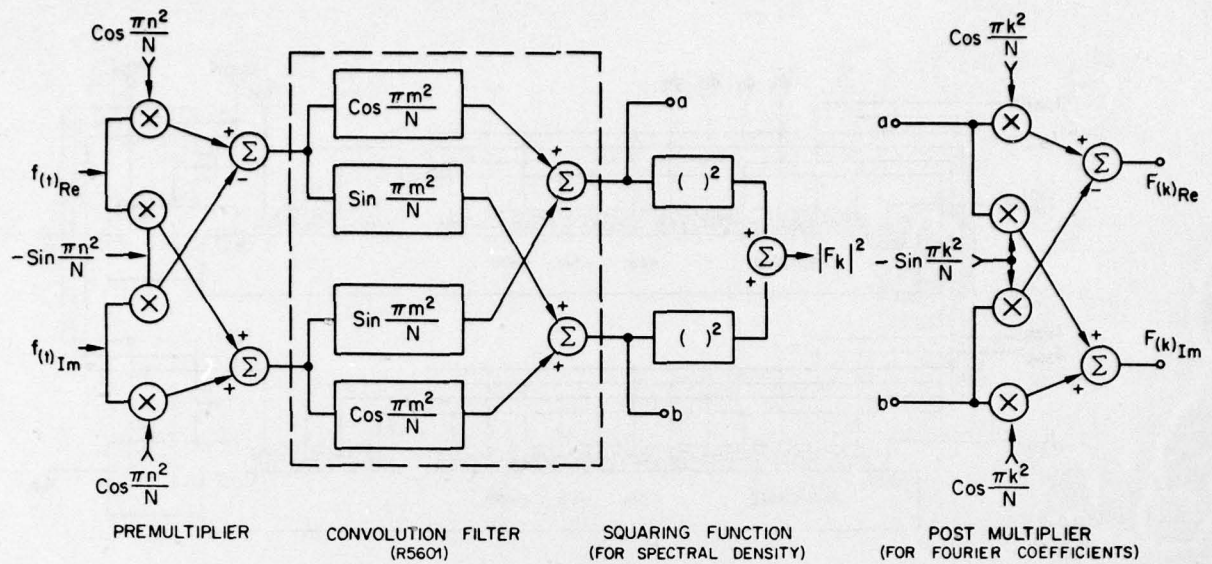 Cos πn²/N
f(t)Re
−Sin πn²/N
f(t)Im
Cos πn²/N
×
×
×
×
+
−
Σ
+
+
Σ
PREMULTIPLIER
Cos πm²/N
Sin πm²/N
Sin πm²/N
Cos πm²/N
+
+
Σ
+
+
Σ
CONVOLUTION FILTER
(R5601)
a
( )²
+
Σ
+
|Fk|²
( )²
b
SQUARING FUNCTION
(FOR SPECTRAL DENSITY)
Cos πk²/N
a
×
+
Σ
−
F(k)Re
×
−Sin πk²/N
×
+
Σ
+
F(k)Im
b
×
Cos πk²/N
POST MULTIPLIER
(FOR FOURIER COEFFICIENTS)